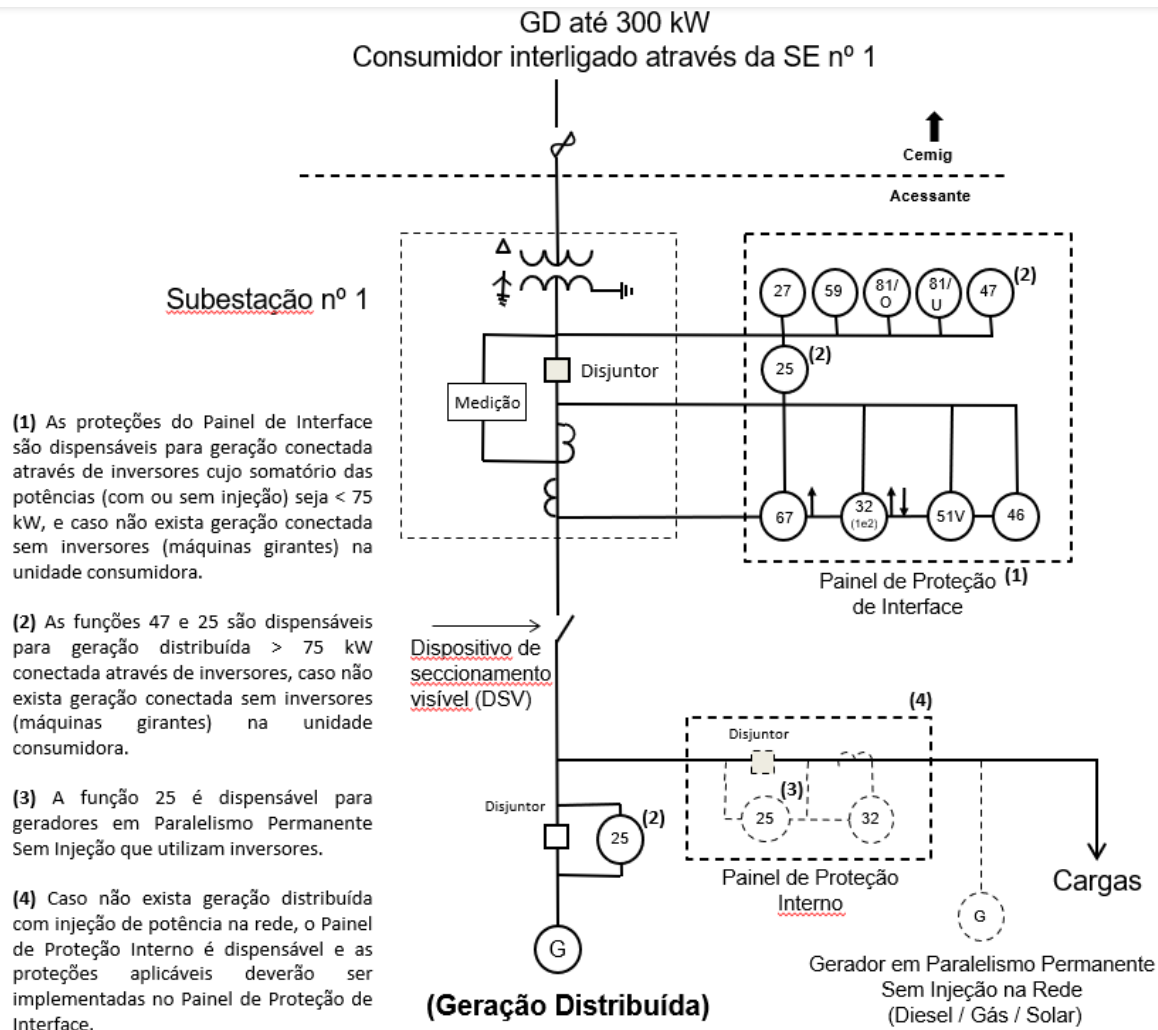 GD até 300 kW
Consumidor interligado através da SE nº 1
Cemig
Acessante
Subestação nº 1
27
59
81/
O
81/
U
47
(2)
25
(2)
Disjuntor
Medição
67
32
(1e2)
51V
46
Painel de Proteção (1)
de Interface
(1) As proteções do Painel de Interface
são dispensáveis para geração conectada
através de inversores cujo somatório das
potências (com ou sem injeção) seja < 75
kW, e caso não exista geração conectada
sem inversores (máquinas girantes) na
unidade consumidora.
(2) As funções 47 e 25 são dispensáveis
para geração distribuída > 75 kW
conectada através de inversores, caso não
exista geração conectada sem inversores
(máquinas girantes) na unidade
consumidora.
(3) A função 25 é dispensável para
geradores em Paralelismo Permanente
Sem Injeção que utilizam inversores.
(4) Caso não exista geração distribuída
com injeção de potência na rede, o Painel
de Proteção Interno é dispensável e as
proteções aplicáveis deverão ser
implementadas no Painel de Proteção de
Interface.
Dispositivo de
seccionamento
visível (DSV)
(4)
Disjuntor
(3)
25
32
Painel de Proteção
Interno
Disjuntor
25
(2)
G
(Geração Distribuída)
Cargas
G
Gerador em Paralelismo Permanente
Sem Injeção na Rede
(Diesel / Gás / Solar)